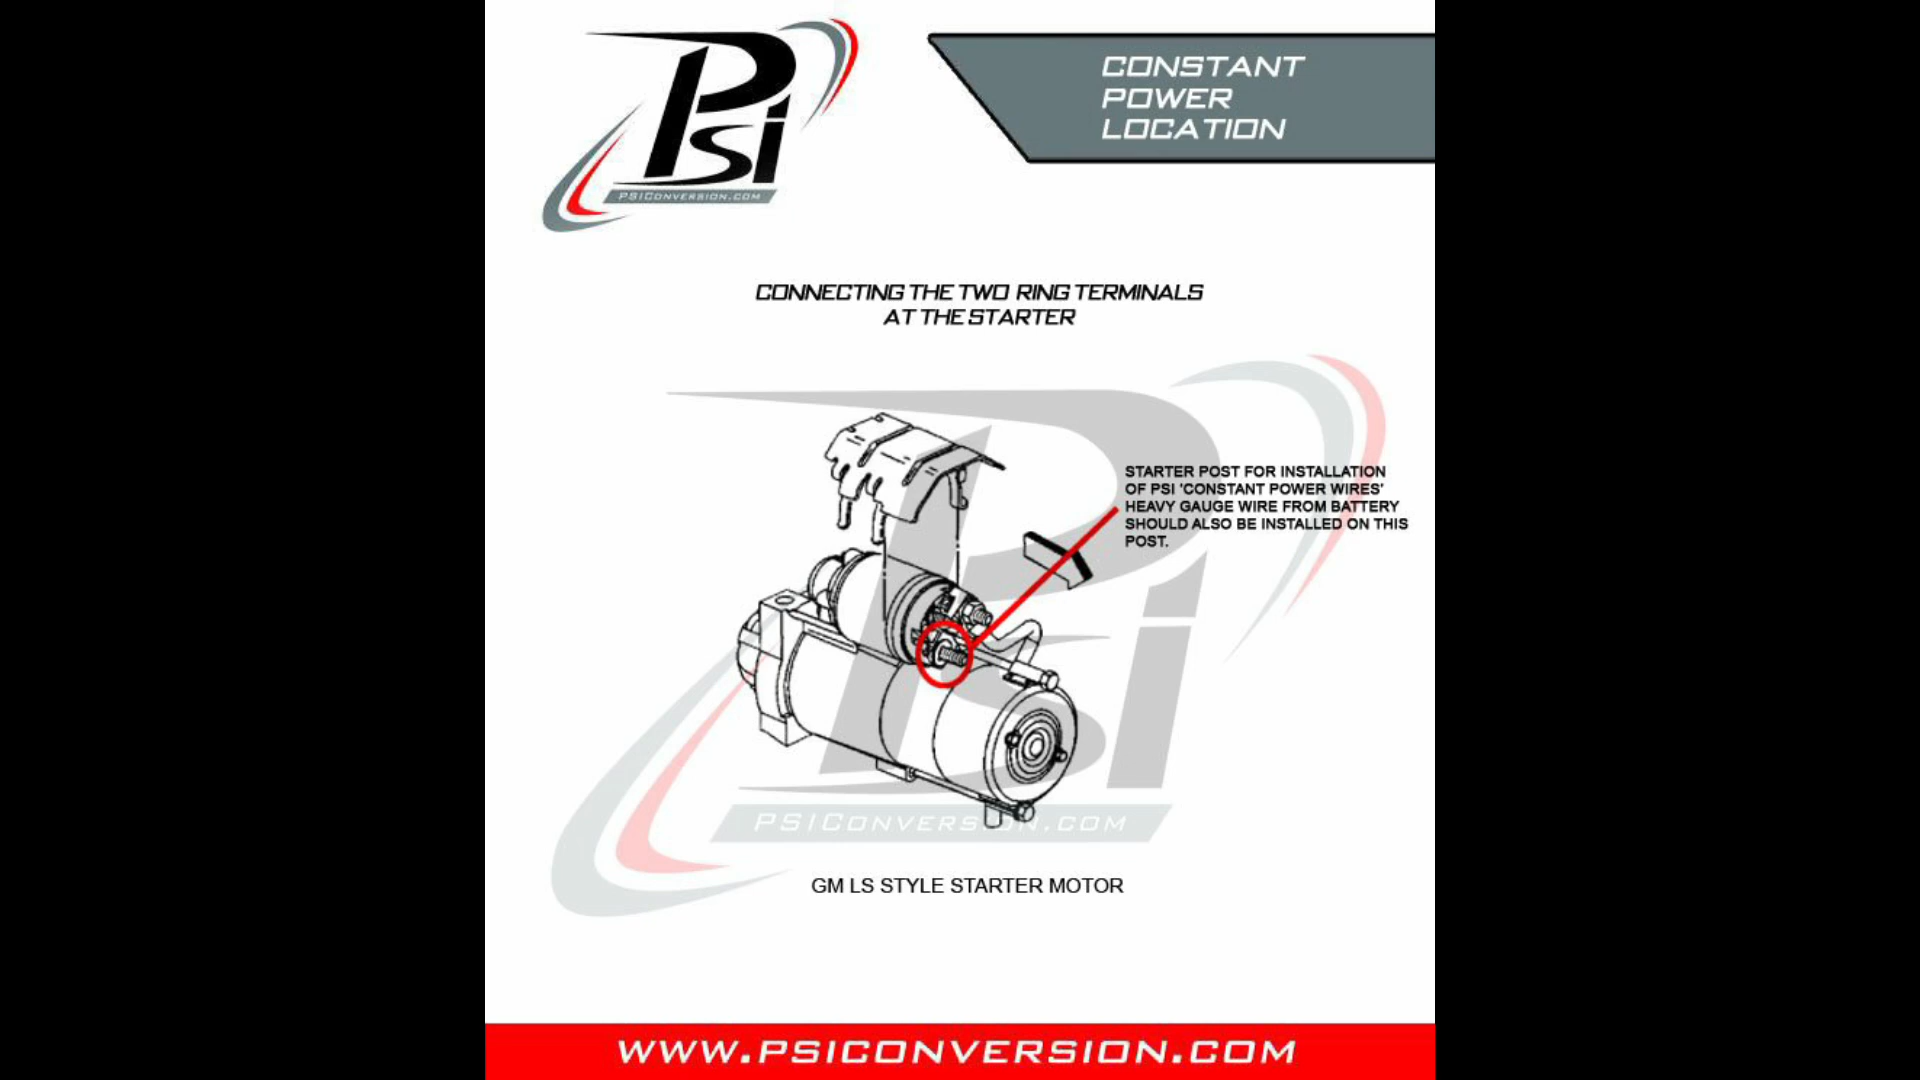 Psi
PSIConversion.com
CONSTANT
POWER
LOCATION
CONNECTING THE TWO RING TERMINALS
AT THE STARTER
STARTER POST FOR INSTALLATION
OF PSI 'CONSTANT POWER WIRES'
HEAVY GAUGE WIRE FROM BATTERY
SHOULD ALSO BE INSTALLED ON THIS
POST.
Psi
PSIConversion.com
GM LS STYLE STARTER MOTOR
WWW.PSICONVERSION.COM